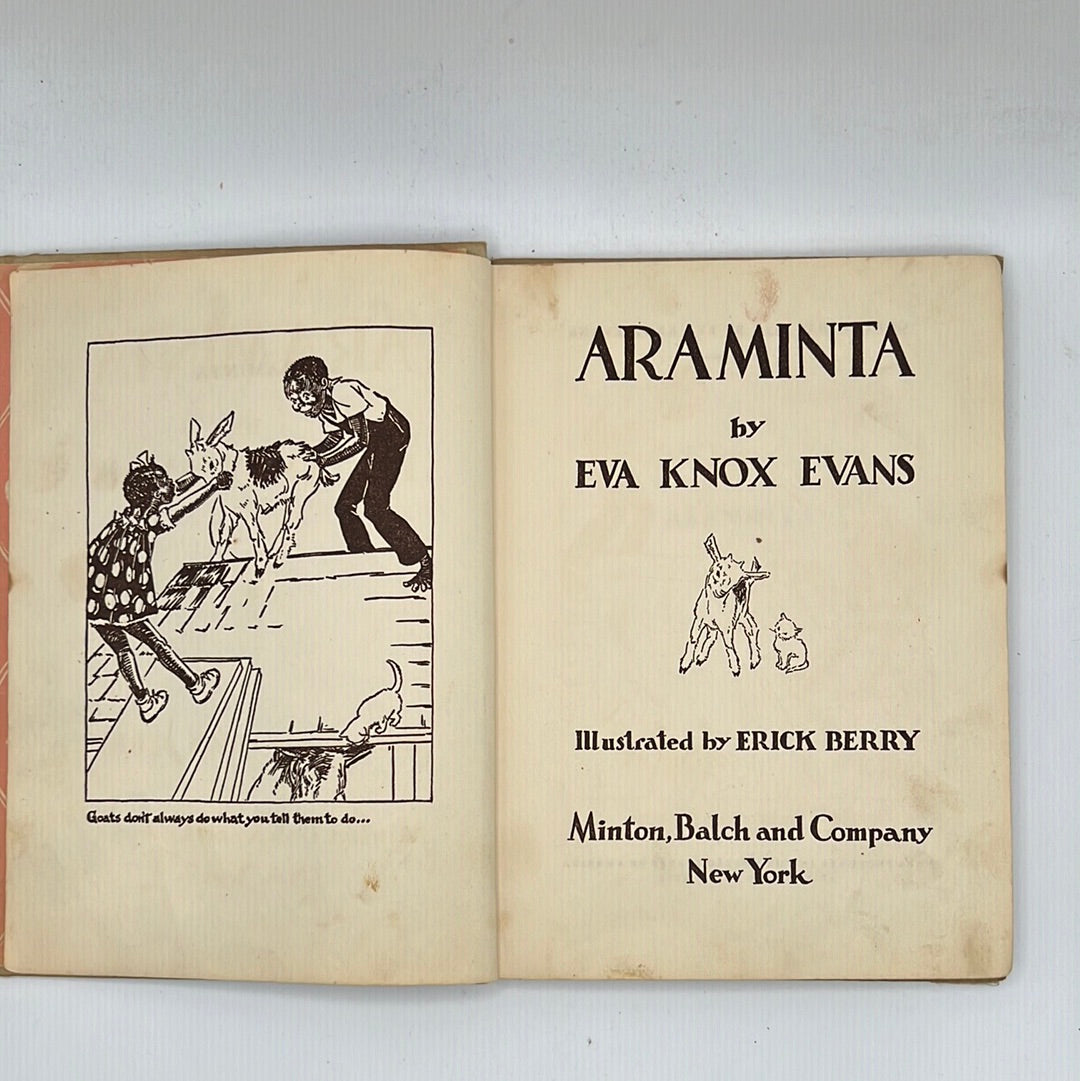 Goats don't always do what you tell them to do...
ARAMINTA
by
EVA KNOX EVANS
Illustrated by ERICK BERRY
Minton, Balch and Company
New York